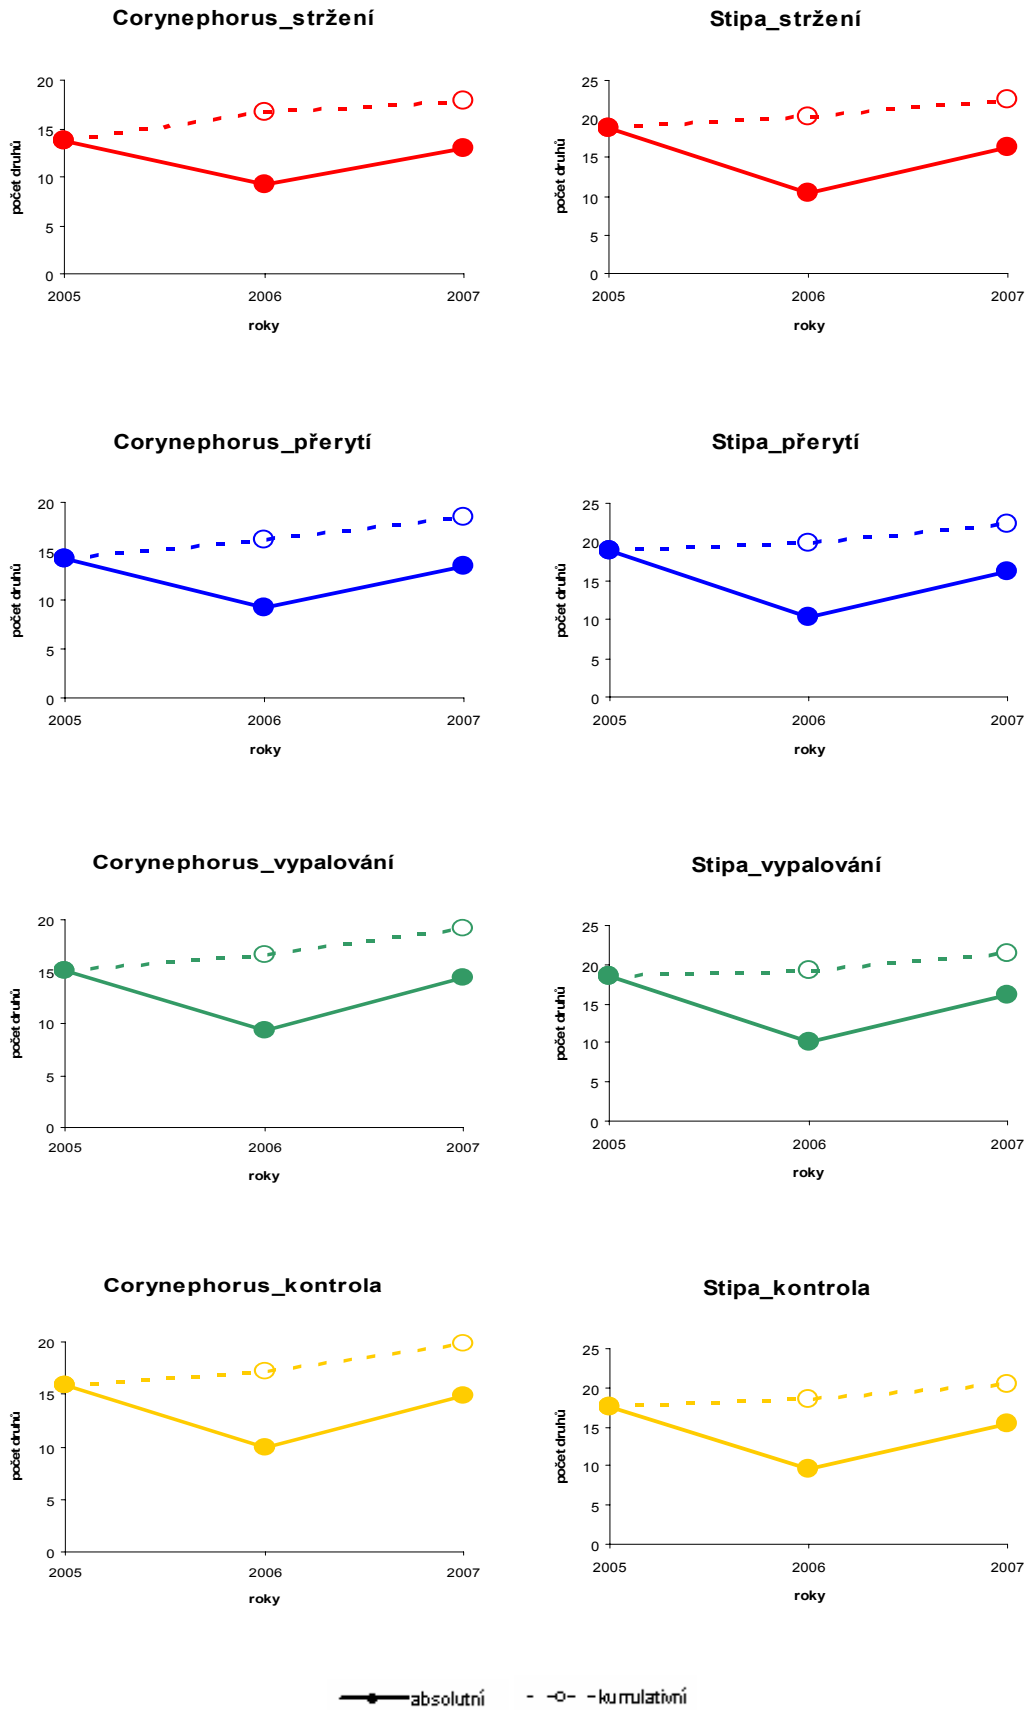 Corynephorus_stržení
Stipa_stržení
počet druhů
20
15
10
5
0
2005
2006
2007
roky
počet druhů
25
20
15
10
5
0
2005
2006
2007
roky
Corynephorus_přerytí
Stipa_přerytí
počet druhů
20
15
10
5
0
2005
2006
2007
roky
počet druhů
25
20
15
10
5
0
2005
2006
2007
roky
Corynephorus_vypalování
Stipa_vypalování
počet druhů
20
15
10
5
0
2005
2006
2007
roky
počet druhů
25
20
15
10
5
0
2005
2006
2007
roky
Corynephorus_kontrola
Stipa_kontrola
počet druhů
20
15
10
5
0
2005
2006
2007
roky
počet druhů
25
20
15
10
5
0
2005
2006
2007
roky
absolutní kumulativní